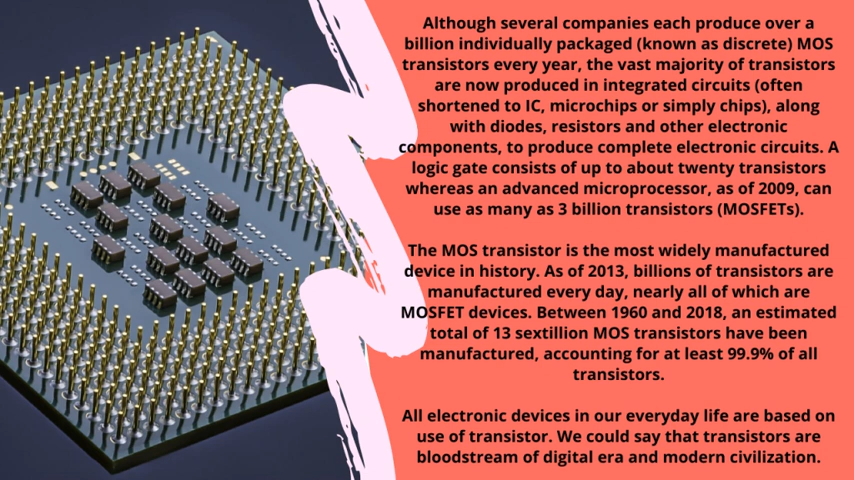 Although several companies each produce over a
billion individually packaged (known as discrete) MOS
transistors every year, the vast majority of transistors
are now produced in integrated circuits (often
shortened to IC, microchips or simply chips), along
with diodes, resistors and other electronic
components, to produce complete electronic circuits. A
logic gate consists of up to about twenty transistors
whereas an advanced microprocessor, as of 2009, can
use as many as 3 billion transistors (MOSFETs).
The MOS transistor is the most widely manufactured
device in history. As of 2013, billions of transistors are
manufactured every day, nearly all of which are
MOSFET devices. Between 1960 and 2018, an estimated
total of 13 sextillion MOS transistors have been
manufactured, accounting for at least 99.9% of all
transistors.
All electronic devices in our everyday life are based on
use of transistor. We could say that transistors are
bloodstream of digital era and modern civilization.